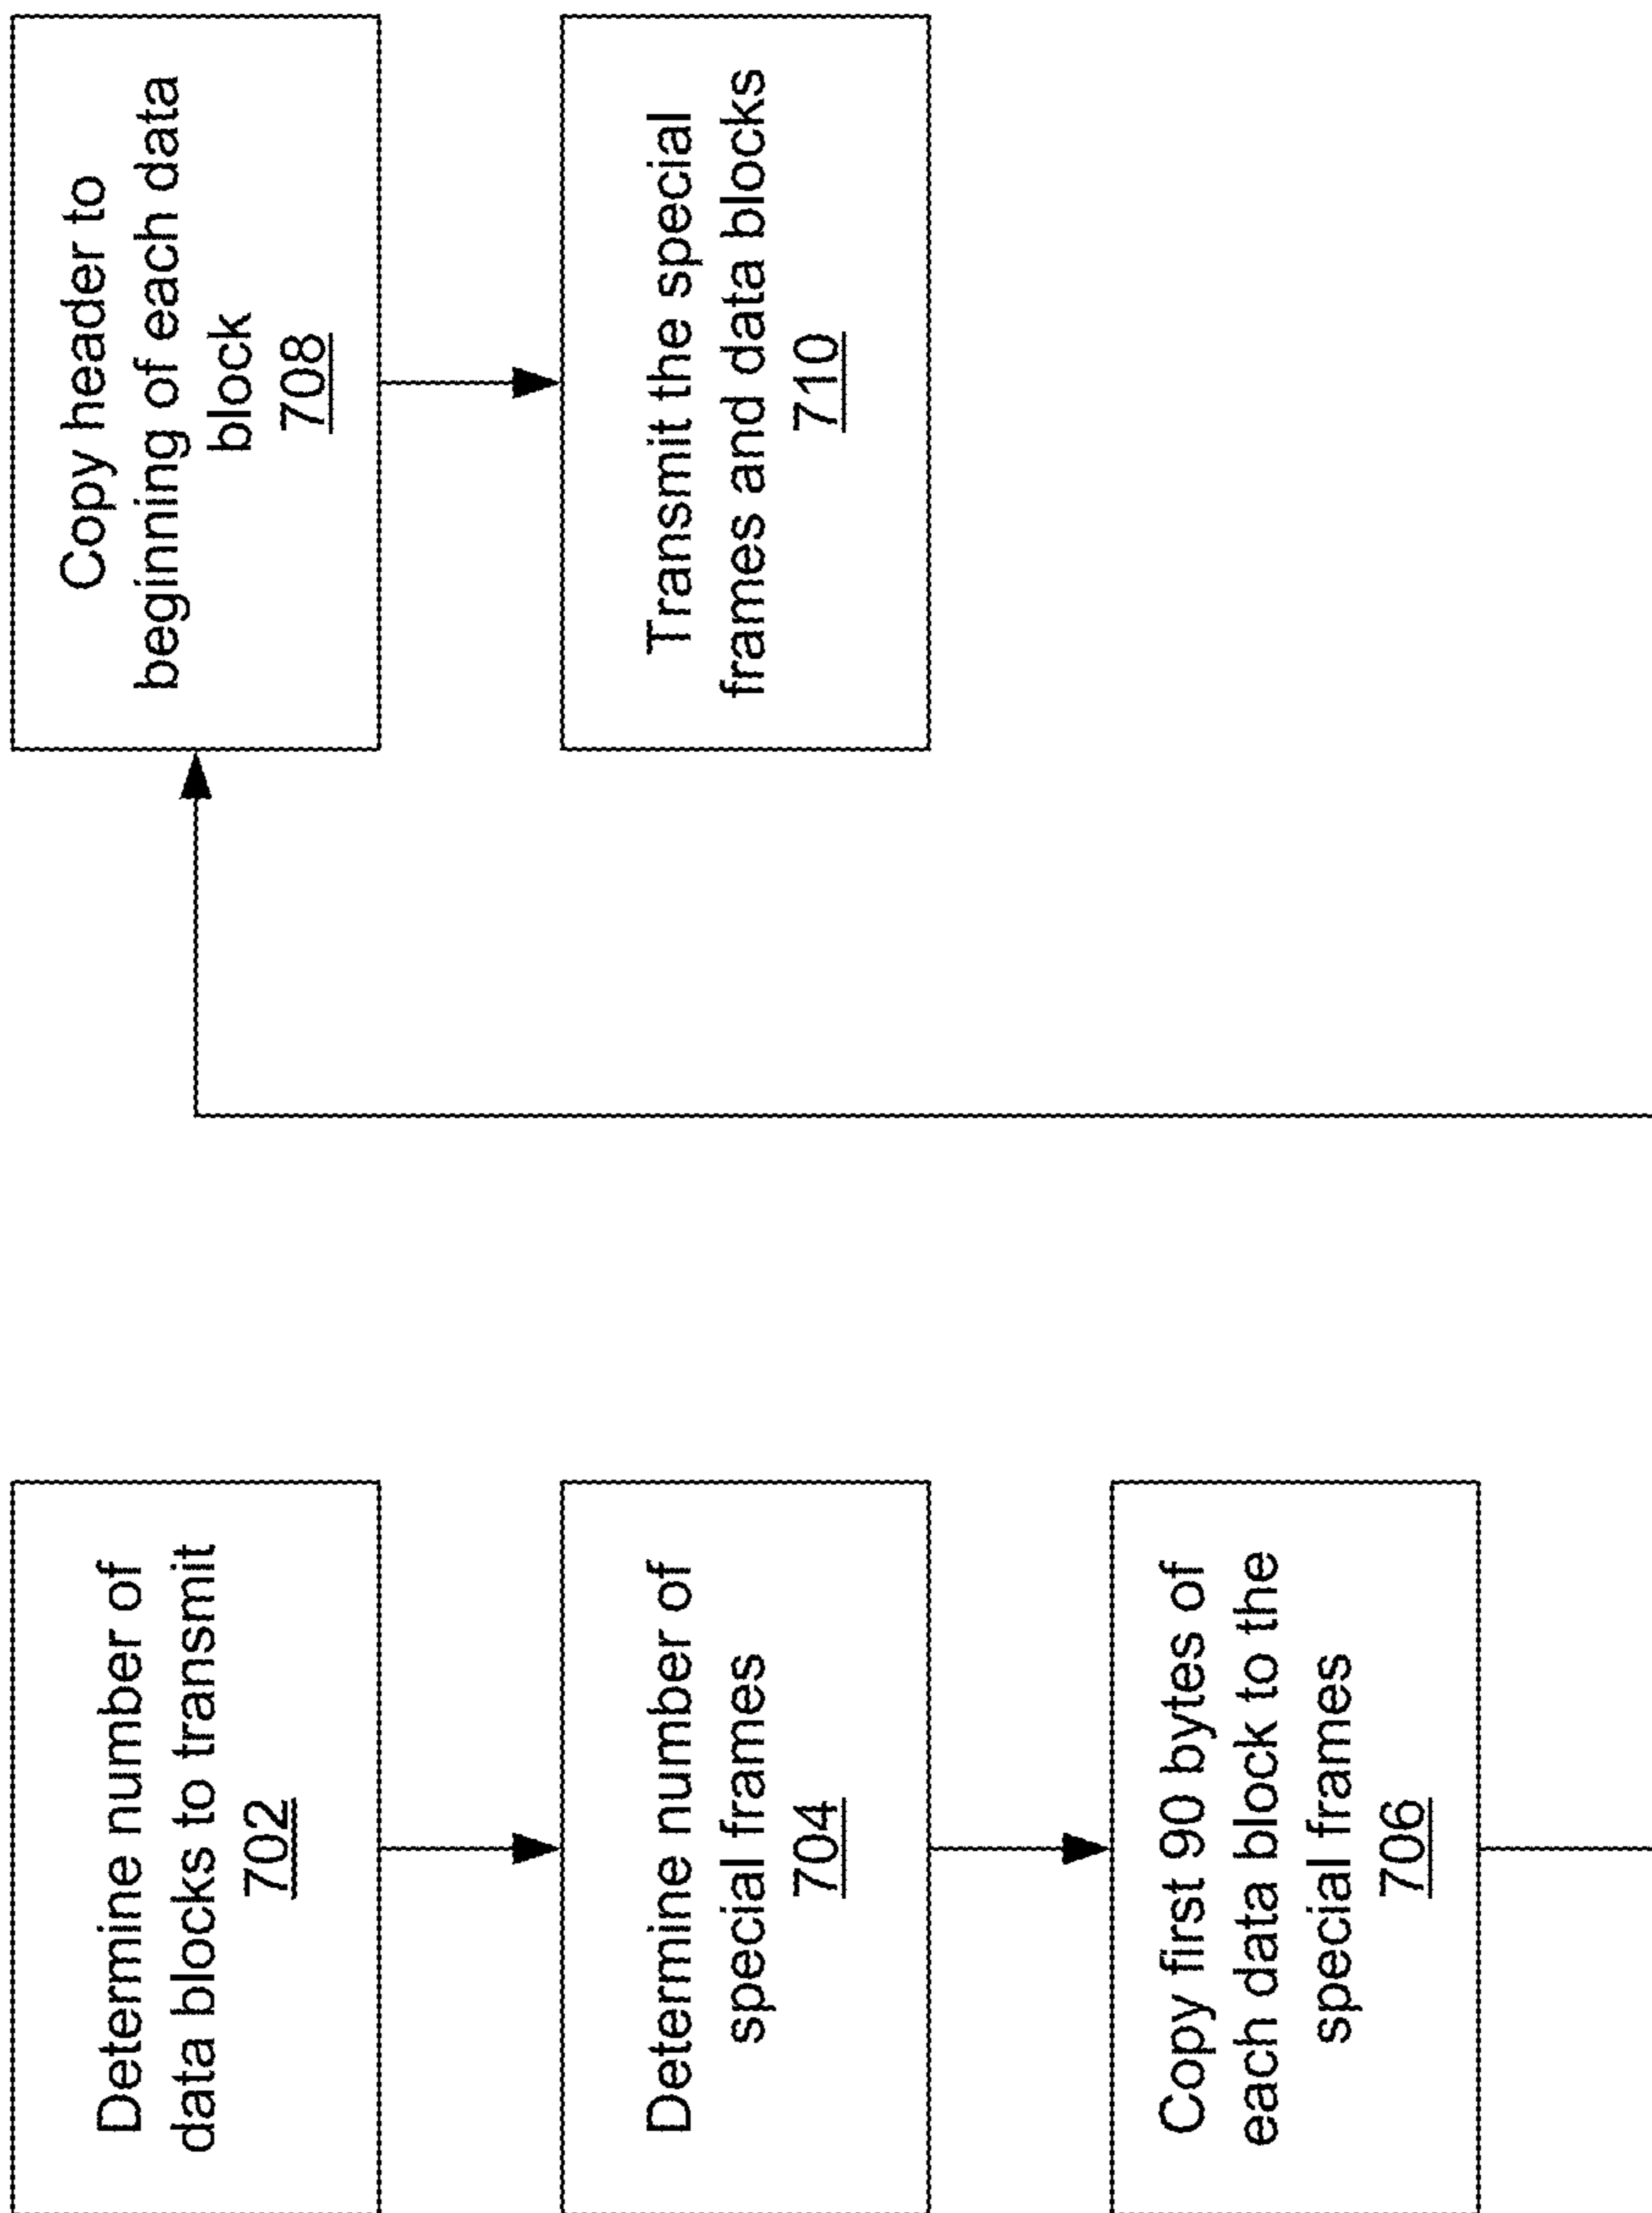 Determine number of
data blocks to transmit
702
Determine number of
special frames
704
Copy first 90 bytes of
each data block to the
special frames
706
Copy header to
beginning of each data
block
708
Transmit the special
frames and data blocks
710